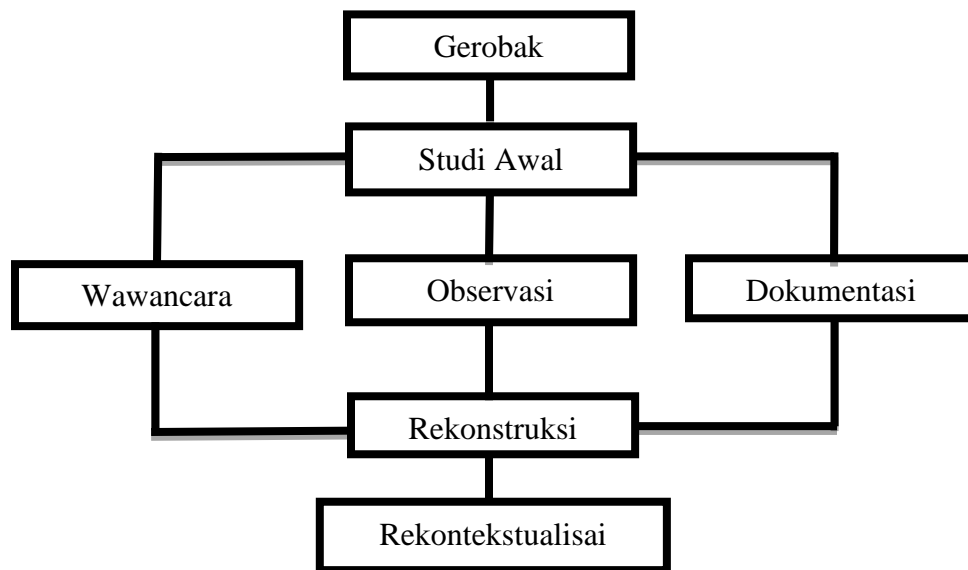 Gerobak
Studi Awal
Wawancara
Observasi
Dokumentasi
Rekonstruksi
Rekontekstualisai